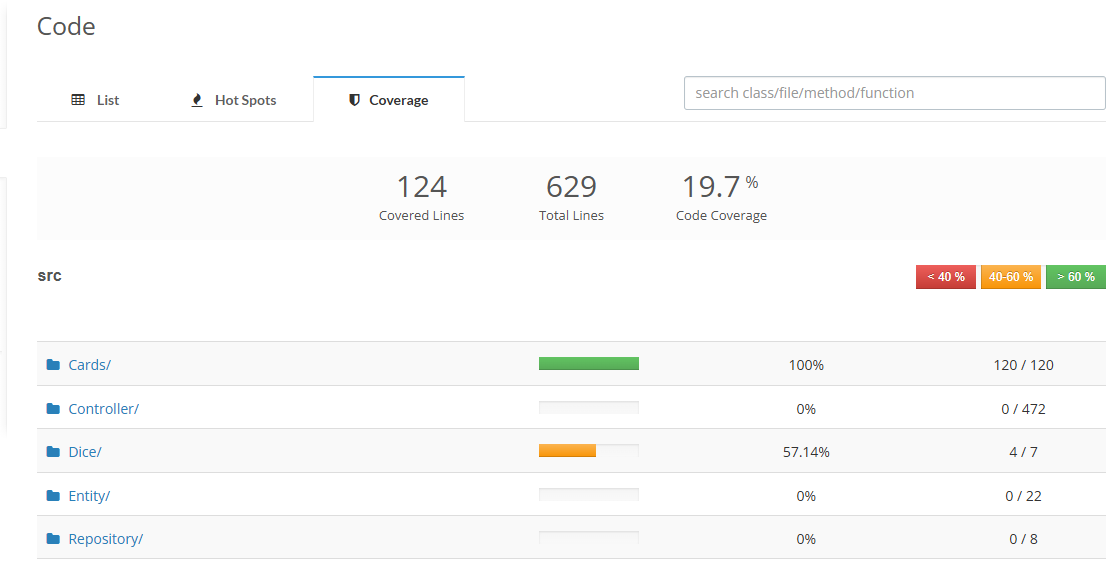 Code
List Hot Spots Coverage search class/file/method/function
124 629 19.7 %
Covered Lines Total Lines Code Coverage
src < 40 % 40-60 % > 60 %
Cards/ 100% 120 / 120
Controller/ 0% 0 / 472
Dice/ 57.14% 4 / 7
Entity/ 0% 0 / 22
Repository/ 0% 0 / 8